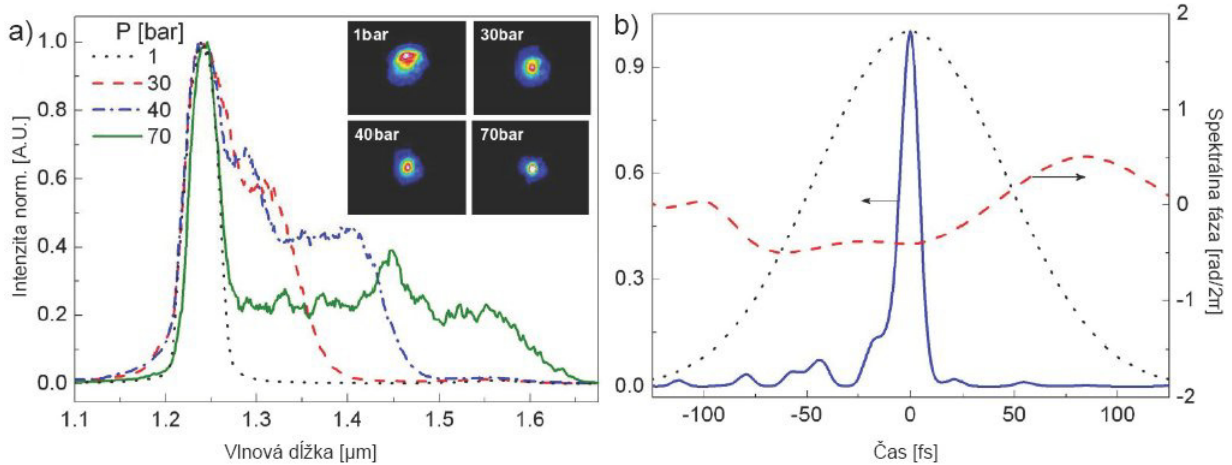 a)
P [bar]
1
30
40
70
1bar
30bar
40bar
70bar
1.0
0.8
0.6
0.4
0.2
0.0
Intenzita norm. [A.U.]
1.1
1.2
1.3
1.4
1.5
1.6
Vlnová dĺžka [µm]
b)
0.9
0.6
0.3
0.0
2
1
0
-1
-2
Spektrálna fáza [rad/2π]
-100
-50
0
50
100
Čas [fs]